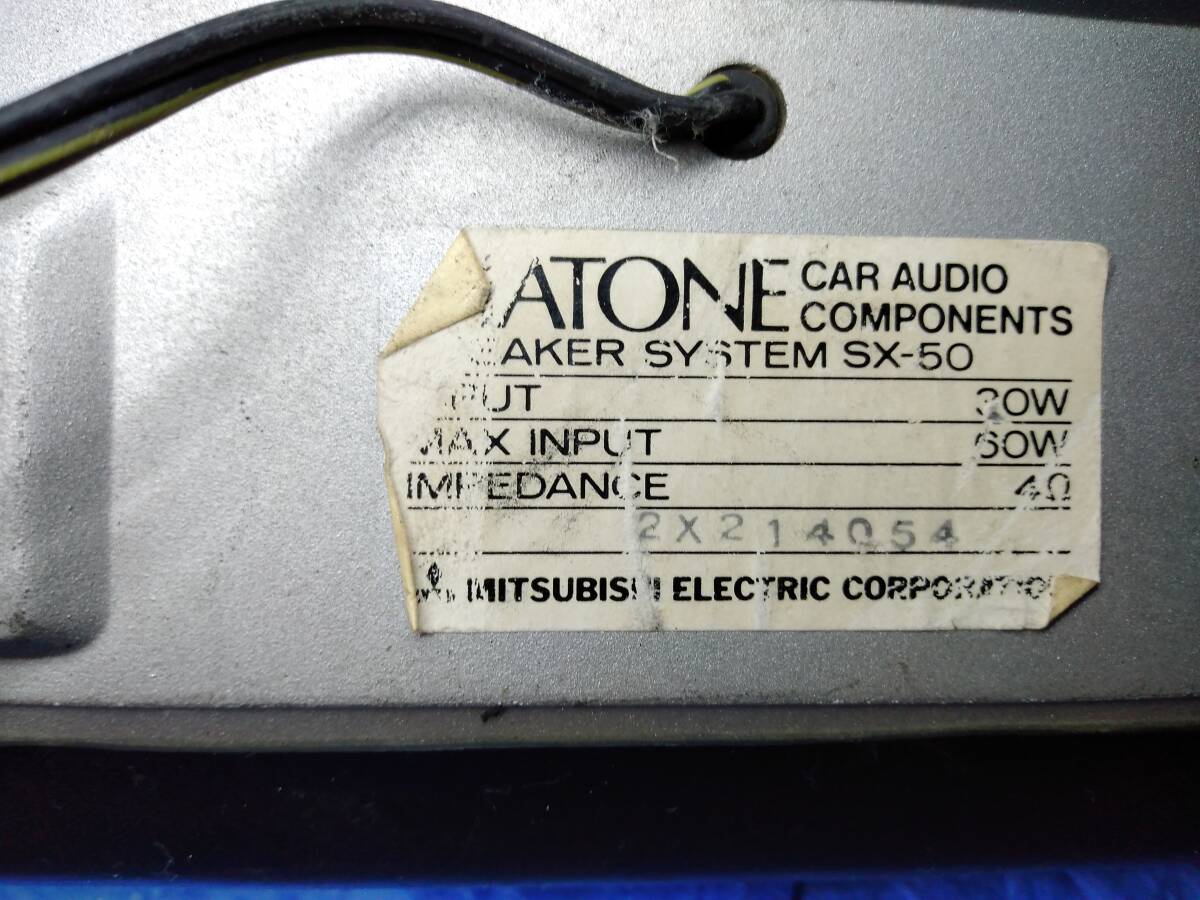 ATONE CAR AUDIO
COMPONENTS
AKER SYSTEM SX-50
PUT 30W
MAX INPUT 60W
IMPEDANCE 4Ω
2X214054
MITSUBISHI ELECTRIC CORPORATION